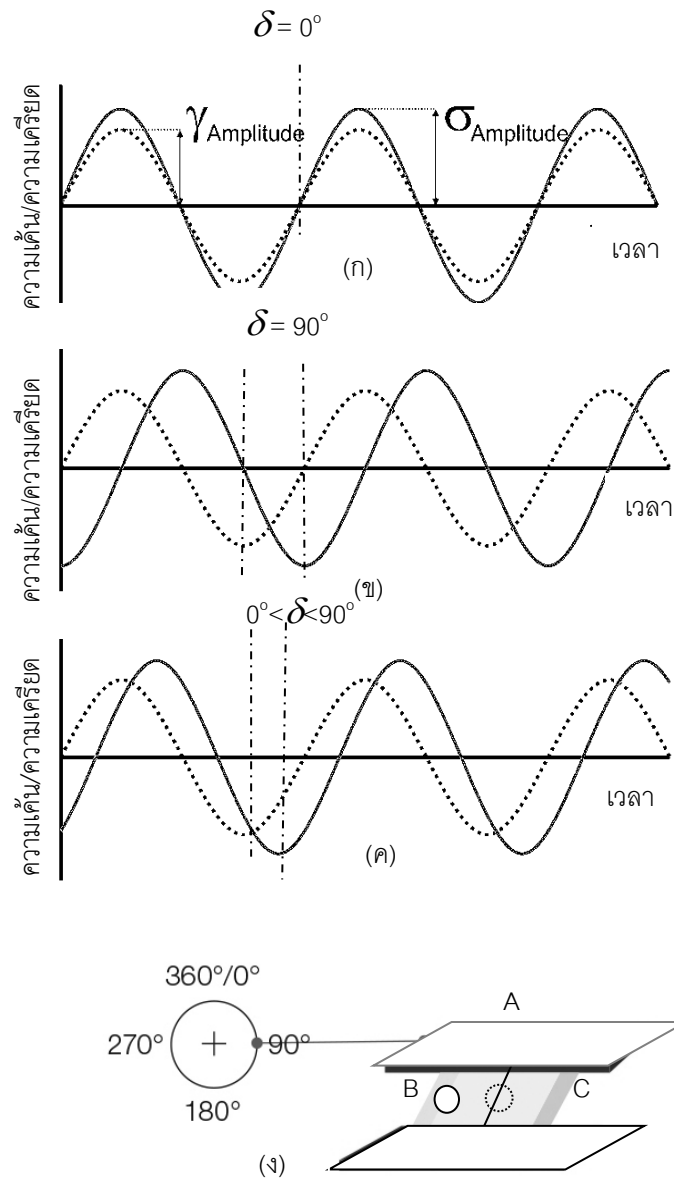 δ = 0°
γAmplitude
σAmplitude
ความเค้น/ความเครียด
เวลา
(ก)
δ = 90°
ความเค้น/ความเครียด
เวลา
(ข)
0°<δ<90°
ความเค้น/ความเครียด
เวลา
(ค)
360°/0°
270°
90°
180°
A
B
C
(ง)